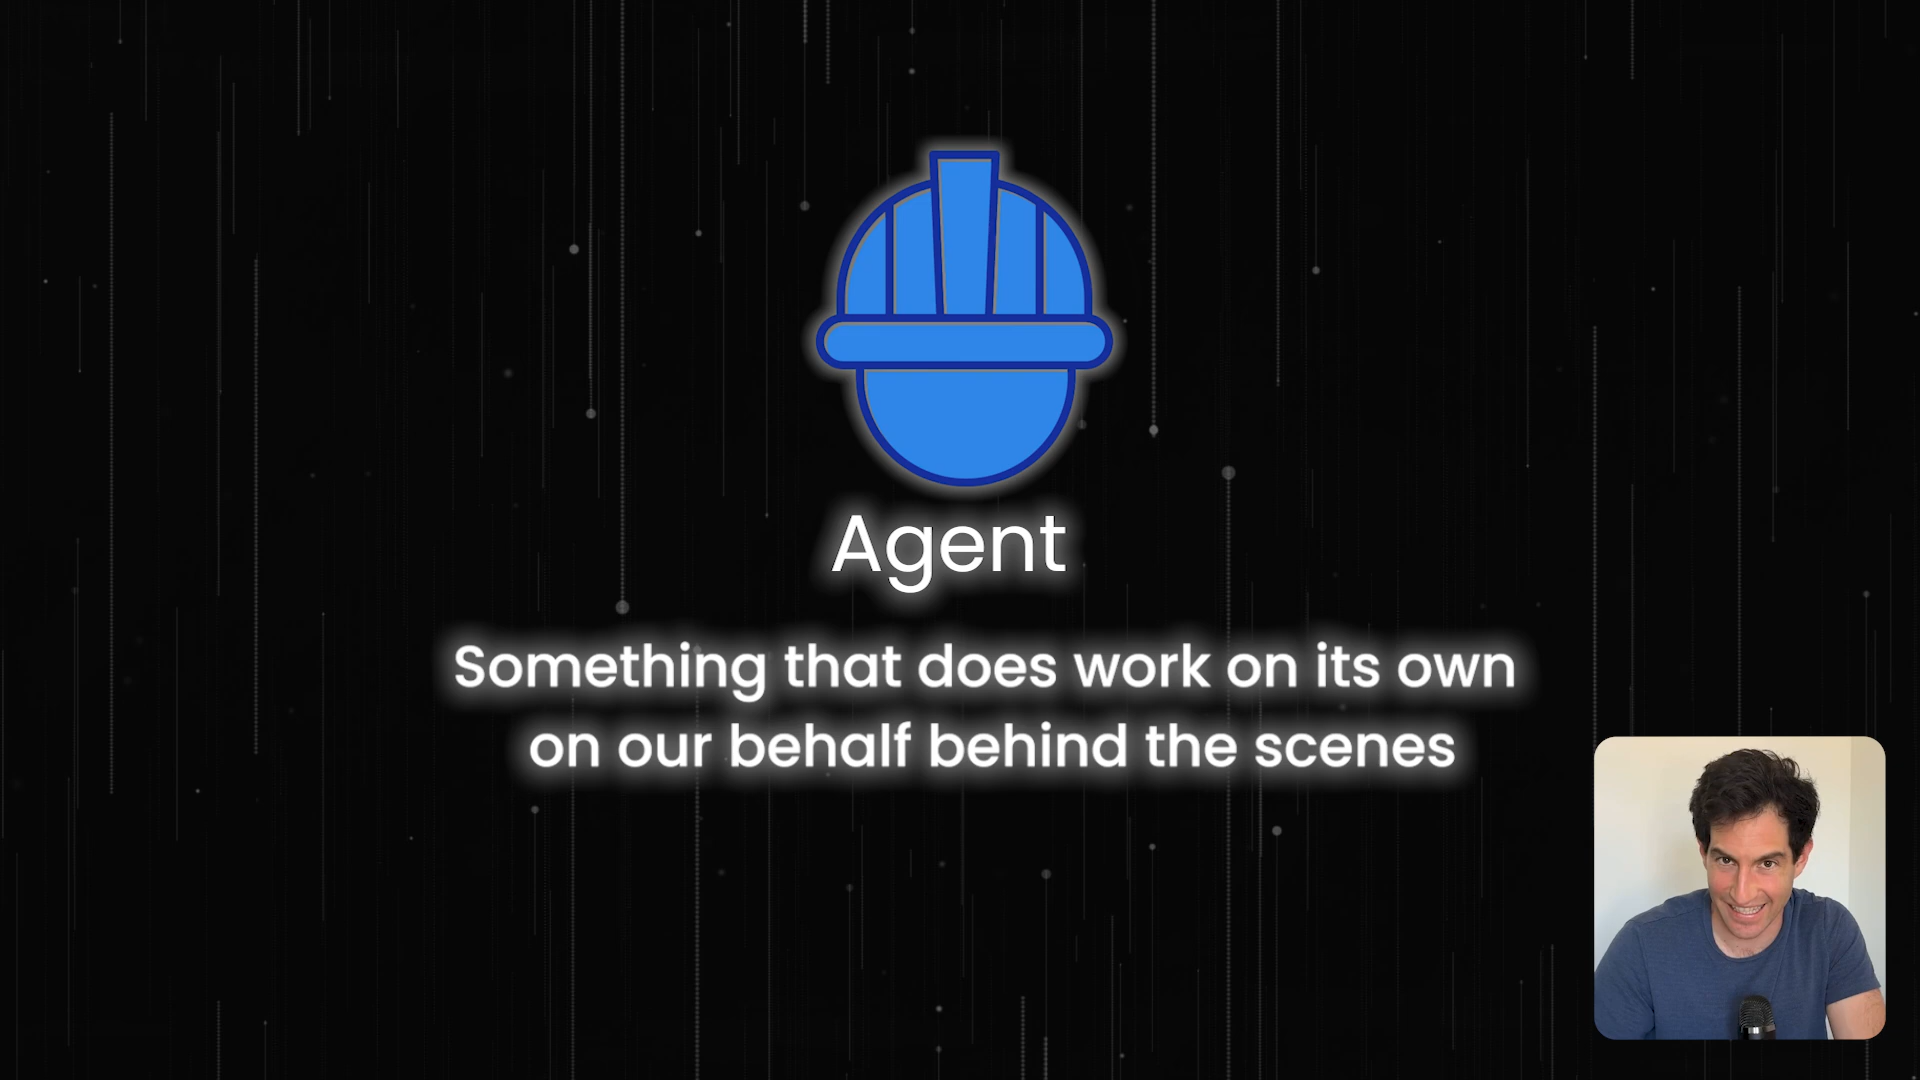 Agent
Something that does work on its own
on our behalf behind the scenes